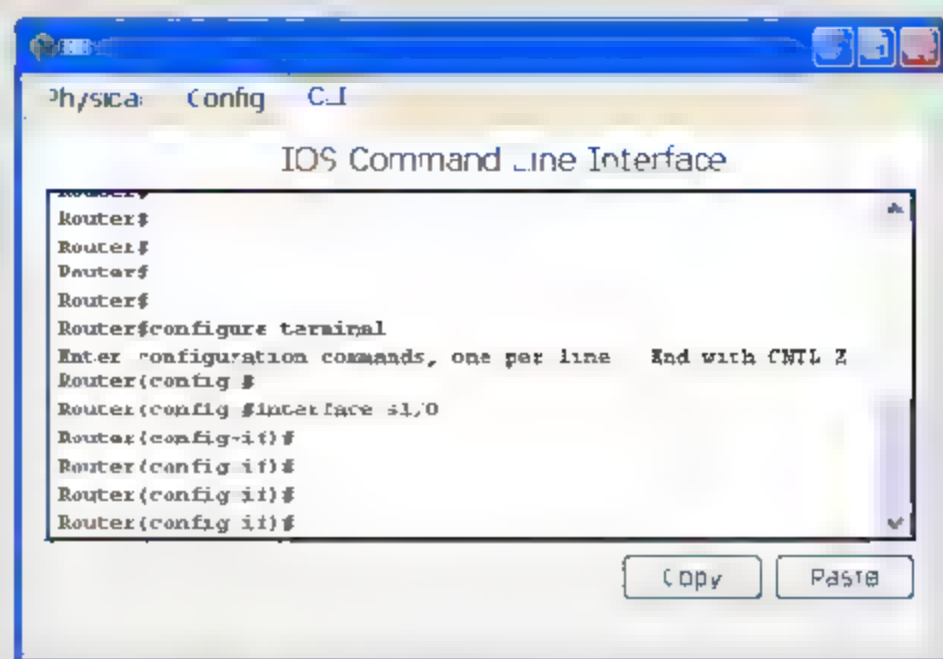 Physical Config CLI
IOS Command Line Interface
Router#
Router#
Router#
Router#
Router#configure terminal
Enter configuration commands, one per line End with CNTL Z
Router(config #
Router(config #interface s1/0
Router(config-if)#
Router(config if)#
Router(config if)#
Router(config if)#
Copy Paste